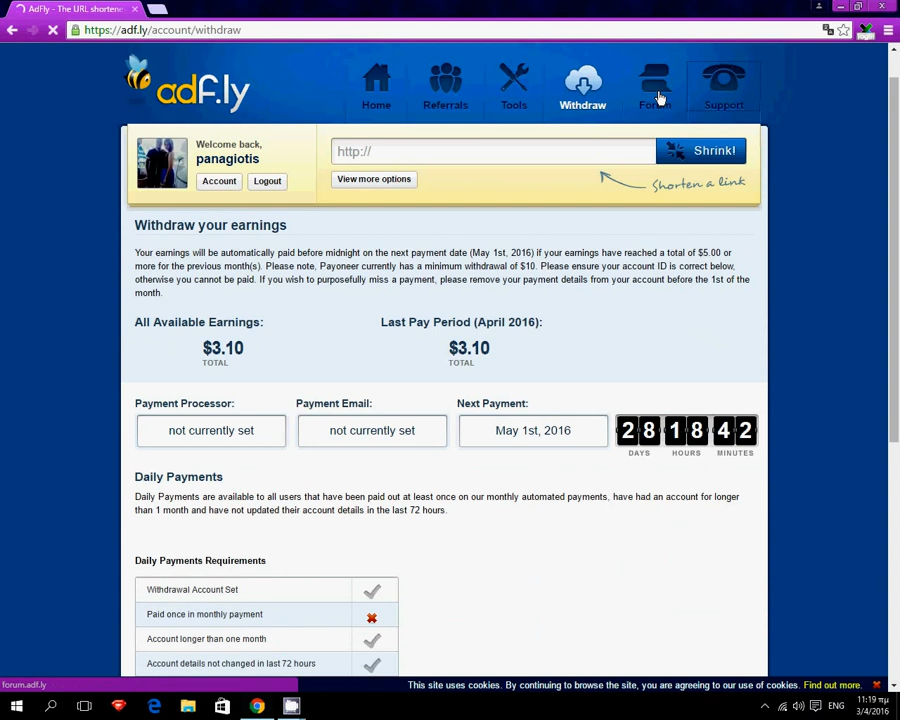 AdFly - The URL shortene
https://adf.ly/account/withdraw
adf.ly
Home
Referrals
Tools
Withdraw
Forum
Support
Welcome back,
panagiotis
Account
Logout
http://
Shrink!
View more options
Shorten a link
Withdraw your earnings
Your earnings will be automatically paid before midnight on the next payment date (May 1st, 2016) if your earnings have reached a total of $5.00 or
more for the previous month(s). Please note, Payoneer currently has a minimum withdrawal of $10. Please ensure your account ID is correct below,
otherwise you cannot be paid. If you wish to purposefully miss a payment, please remove your payment details from your account before the 1st of the
month.
All Available Earnings:
$3.10
TOTAL
Last Pay Period (April 2016):
$3.10
TOTAL
Payment Processor:
not currently set
Payment Email:
not currently set
Next Payment:
May 1st, 2016
28 18 42
DAYS HOURS MINUTES
Daily Payments
Daily Payments are available to all users that have been paid out at least once on our monthly automated payments, have had an account for longer
than 1 month and have not updated their account details in the last 72 hours.
Daily Payments Requirements
Withdrawal Account Set
Paid once in monthly payment
Account longer than one month
Account details not changed in last 72 hours
forum.adf.ly
This site uses cookies. By continuing to browse the site, you are agreeing to our use of cookies. Find out more.
ENG
11:19 πμ
3/4/2016